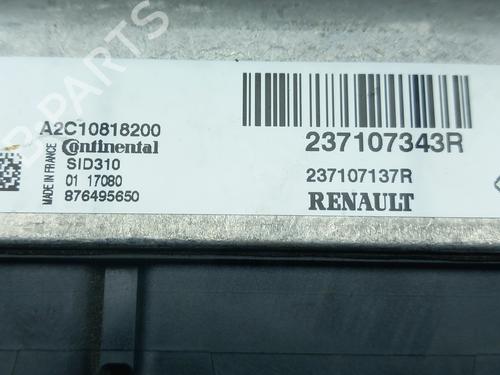 A2C10818200
Continental
SID310
01 17080
876495650
MADE IN FRANCE
237107343R
237107137R
RENAULT